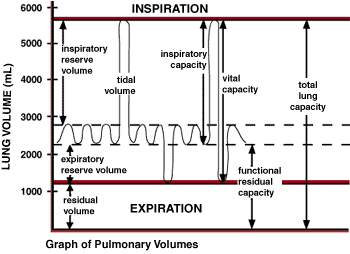 INSPIRATION
6000
5000
4000
3000
2000
1000
LUNG VOLUME (mL)
inspiratory
reserve
volume
tidal
volume
inspiratory
capacity
vital
capacity
total
lung
capacity
expiratory
reserve volume
residual
volume
functional
residual
capacity
EXPIRATION
Graph of Pulmonary Volumes